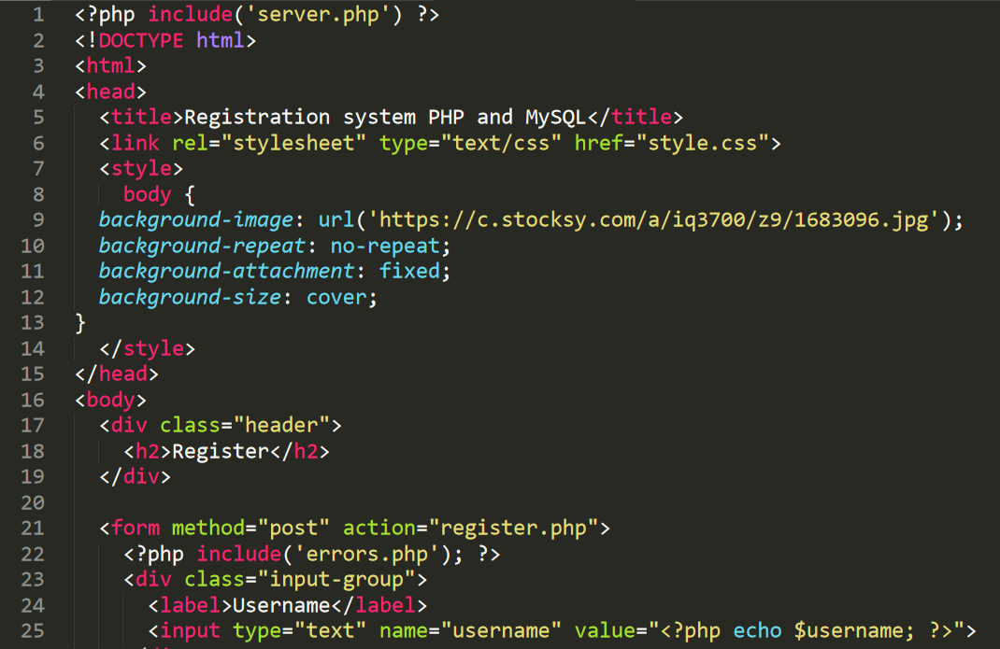 1 <?php include('server.php') ?>
2 <!DOCTYPE html>
3 <html>
4 <head>
5   <title>Registration system PHP and MySQL</title>
6   <link rel="stylesheet" type="text/css" href="style.css">
7   <style>
8     body {
9   background-image: url('https://c.stocksy.com/a/iq3700/z9/1683096.jpg');
10   background-repeat: no-repeat;
11   background-attachment: fixed;
12   background-size: cover;
13 }
14   </style>
15 </head>
16 <body>
17   <div class="header">
18     <h2>Register</h2>
19   </div>
20
21   <form method="post" action="register.php">
22     <?php include('errors.php'); ?>
23     <div class="input-group">
24       <label>Username</label>
25       <input type="text" name="username" value="<?php echo $username; ?>">